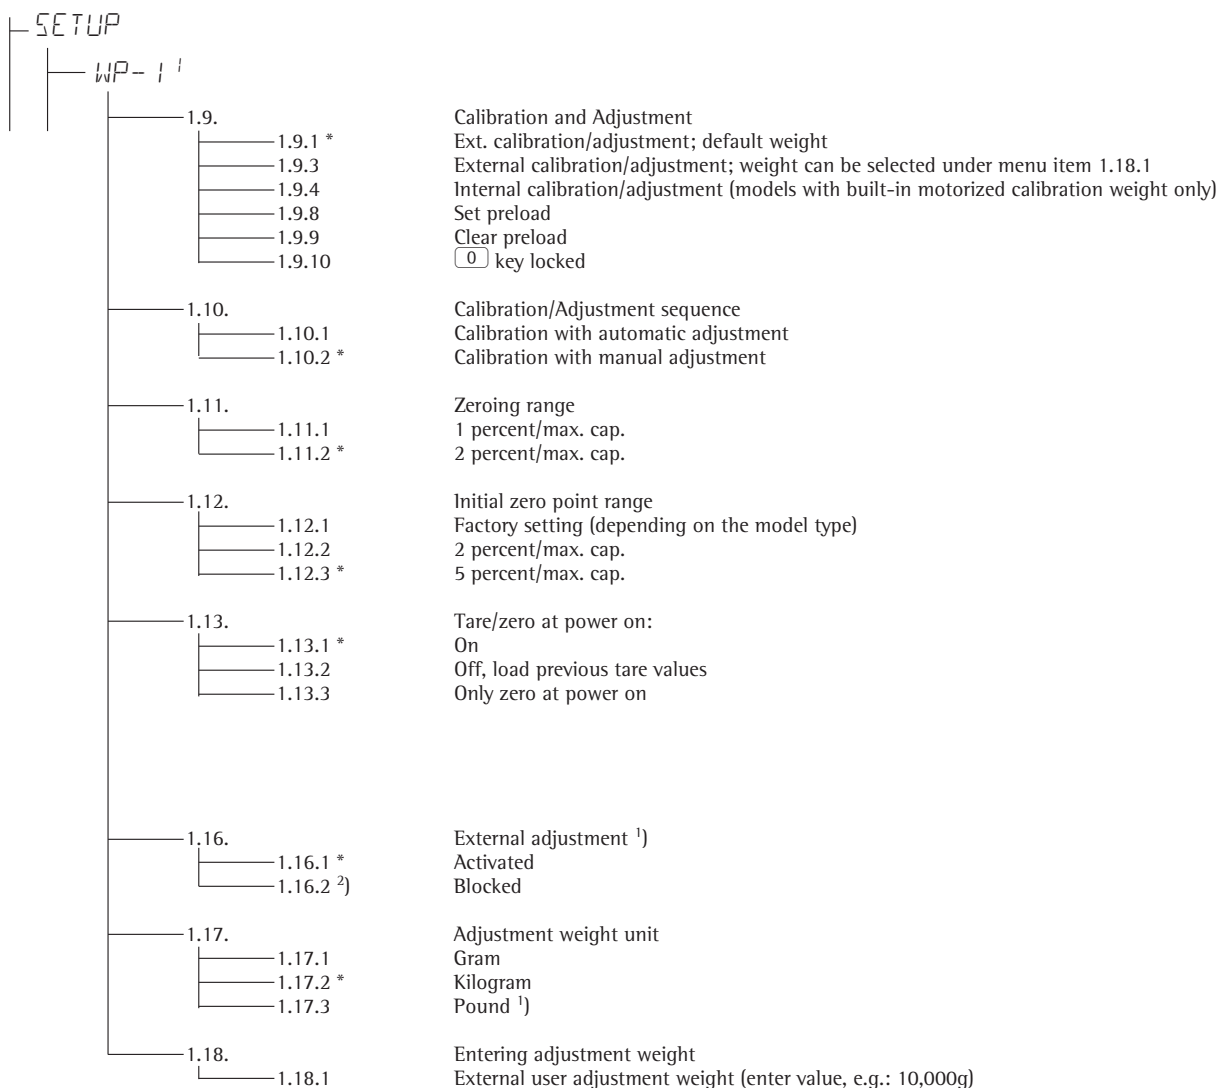 SETUP
WP-1 1
1.9. Calibration and Adjustment
1.9.1 * Ext. calibration/adjustment; default weight
1.9.3 External calibration/adjustment; weight can be selected under menu item 1.18.1
1.9.4 Internal calibration/adjustment (models with built-in motorized calibration weight only)
1.9.8 Set preload
1.9.9 Clear preload
1.9.10 0 key locked
1.10. Calibration/Adjustment sequence
1.10.1 Calibration with automatic adjustment
1.10.2 * Calibration with manual adjustment
1.11. Zeroing range
1.11.1 1 percent/max. cap.
1.11.2 * 2 percent/max. cap.
1.12. Initial zero point range
1.12.1 Factory setting (depending on the model type)
1.12.2 2 percent/max. cap.
1.12.3 * 5 percent/max. cap.
1.13. Tare/zero at power on:
1.13.1 * On
1.13.2 Off, load previous tare values
1.13.3 Only zero at power on
1.16. External adjustment 1)
1.16.1 * Activated
1.16.2 2) Blocked
1.17. Adjustment weight unit
1.17.1 Gram
1.17.2 * Kilogram
1.17.3 Pound 1)
1.18. Entering adjustment weight
1.18.1 External user adjustment weight (enter value, e.g.: 10,000g)